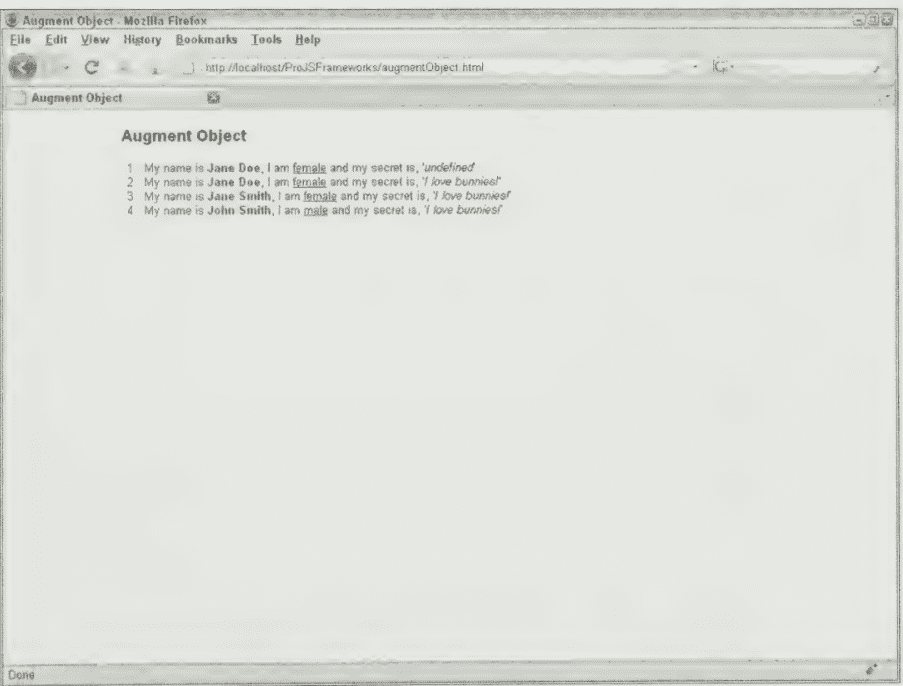 Augment Object - Mozilla Firefox
File Edit View History Bookmarks Tools Help
http://localhost/ProJSFrameworks/augmentObject.html
Augment Object
Augment Object
1 My name is Jane Doe, I am female and my secret is, 'undefined'
2 My name is Jane Doe, I am female and my secret is, 'I love bunnies!'
3 My name is Jane Smith, I am female and my secret is, 'I love bunnies!'
4 My name is John Smith, I am male and my secret is, 'I love bunnies!'
Done